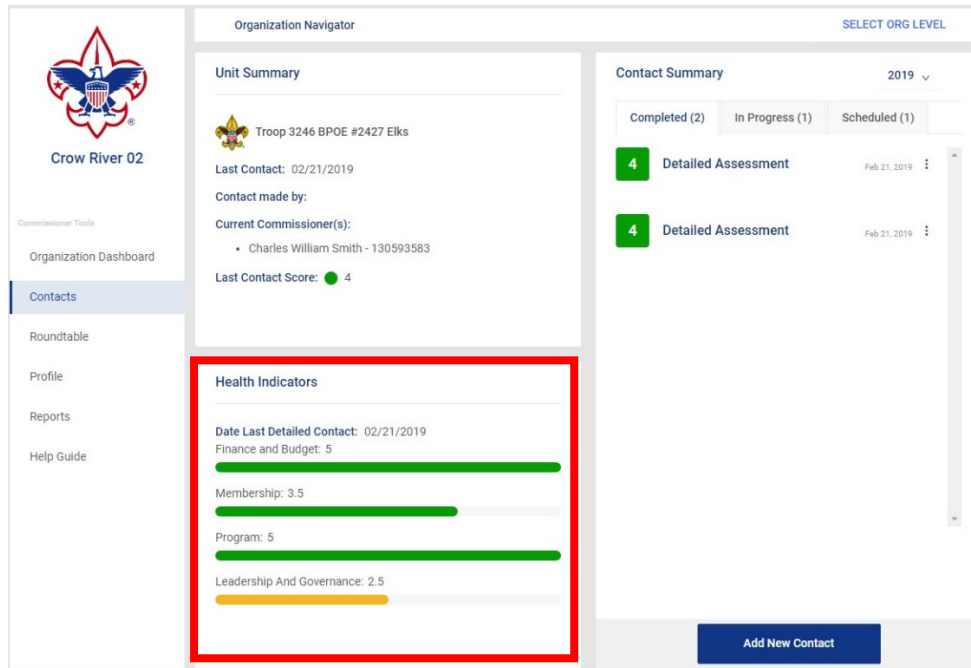 Organization Navigator
SELECT ORG LEVEL
®
Crow River 02
Commissioner Tools
Organization Dashboard
Contacts
Roundtable
Profile
Reports
Help Guide
Unit Summary
Troop 3246 BPOE #2427 Elks
Last Contact: 02/21/2019
Contact made by:
Current Commissioner(s):
• Charles William Smith - 130593583
Last Contact Score: 4
Health Indicators
Date Last Detailed Contact: 02/21/2019
Finance and Budget: 5
Membership: 3.5
Program: 5
Leadership And Governance: 2.5
Contact Summary
2019
Completed (2) In Progress (1) Scheduled (1)
4 Detailed Assessment Feb 21, 2019
4 Detailed Assessment Feb 21, 2019
Add New Contact